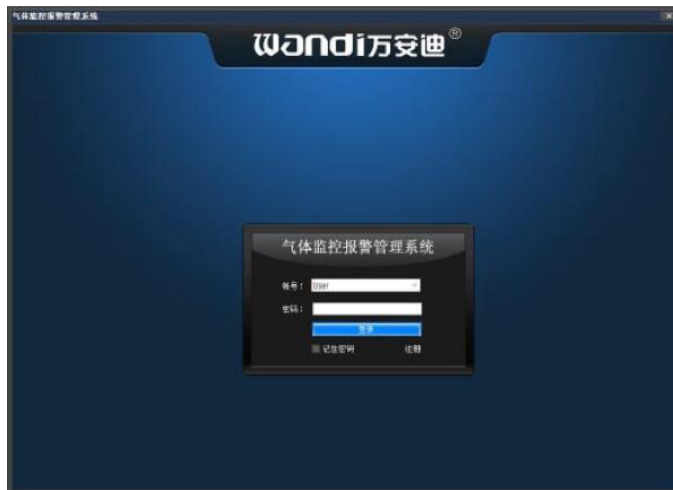 气体监控报警管理系统
wandi万安迪®
气体监控报警管理系统
帐号： User
密码：
登录
记住密码 注册